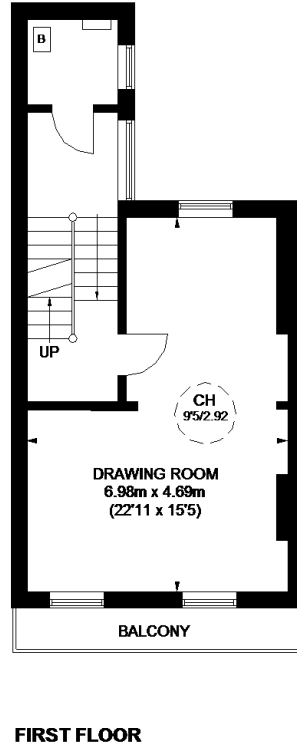 B
UP
CH
9'5/2.92
DRAWING ROOM
6.98m x 4.69m
(22'11 x 15'5)
BALCONY
FIRST FLOOR